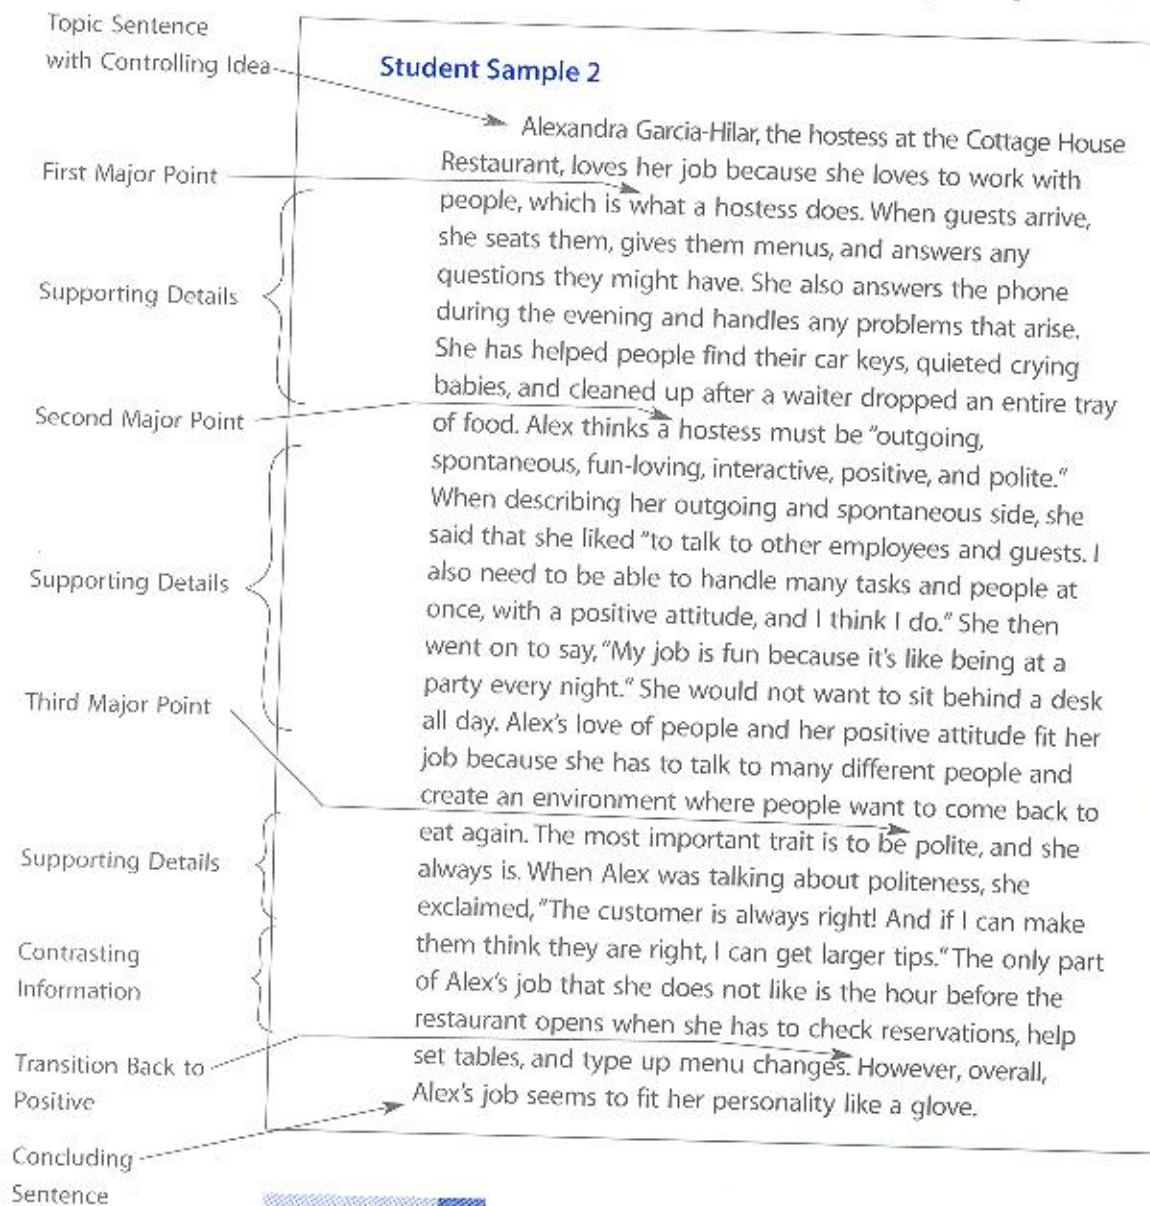 Topic Sentence
with Controlling Idea
First Major Point
Supporting Details
Second Major Point
Supporting Details
Third Major Point
Supporting Details
Contrasting
Information
Transition Back to
Positive
Concluding
Sentence
Student Sample 2
Alexandra Garcia-Hilar, the hostess at the Cottage House
Restaurant, loves her job because she loves to work with
people, which is what a hostess does. When guests arrive,
she seats them, gives them menus, and answers any
questions they might have. She also answers the phone
during the evening and handles any problems that arise.
She has helped people find their car keys, quieted crying
babies, and cleaned up after a waiter dropped an entire tray
of food. Alex thinks a hostess must be "outgoing,
spontaneous, fun-loving, interactive, positive, and polite."
When describing her outgoing and spontaneous side, she
said that she liked "to talk to other employees and guests. I
also need to be able to handle many tasks and people at
once, with a positive attitude, and I think I do." She then
went on to say, "My job is fun because it's like being at a
party every night." She would not want to sit behind a desk
all day. Alex's love of people and her positive attitude fit her
job because she has to talk to many different people and
create an environment where people want to come back to
eat again. The most important trait is to be polite, and she
always is. When Alex was talking about politeness, she
exclaimed, "The customer is always right! And if I can make
them think they are right, I can get larger tips." The only part
of Alex's job that she does not like is the hour before the
restaurant opens when she has to check reservations, help
set tables, and type up menu changes. However, overall,
Alex's job seems to fit her personality like a glove.